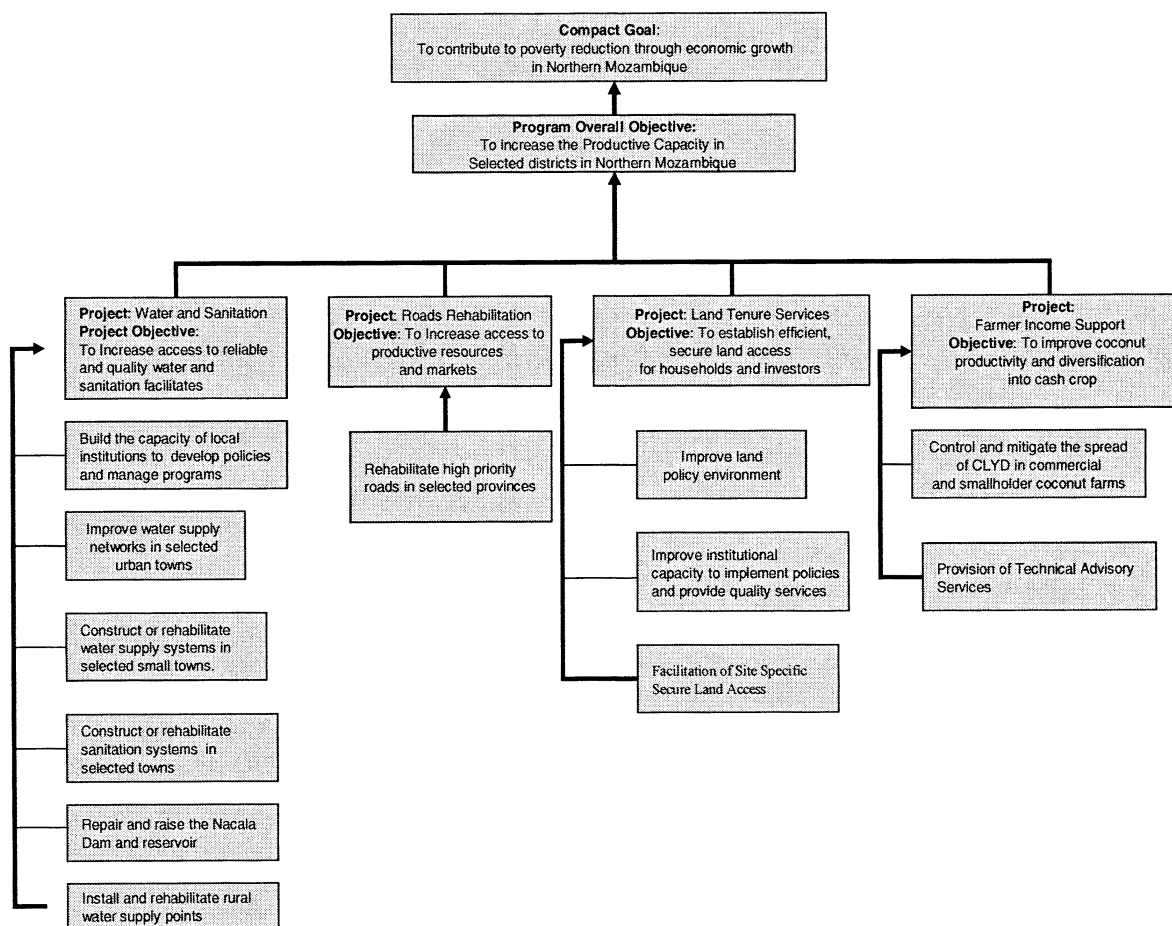 Compact Goal:
To contribute to poverty reduction through economic growth
in Northern Mozambique
Program Overall Objective:
To Increase the Productive Capacity in
Selected districts in Northern Mozambique
Project: Water and Sanitation
Project Objective:
To Increase access to reliable
and quality water and
sanitation facilitates
Build the capacity of local
institutions to develop policies
and manage programs
Improve water supply
networks in selected
urban towns
Construct or rehabilitate
water supply systems in
selected small towns.
Construct or rehabilitate
sanitation systems in
selected towns
Repair and raise the Nacala
Dam and reservoir
Install and rehabilitate rural
water supply points
Project: Roads Rehabilitation
Objective: To Increase access to
productive resources
and markets
Rehabilitate high priority
roads in selected provinces
Project: Land Tenure Services
Objective: To establish efficient,
secure land access
for households and investors
Improve land
policy environment
Improve institutional
capacity to implement policies
and provide quality services
Facilitation of Site Specific
Secure Land Access
Project:
Farmer Income Support
Objective: To improve coconut
productivity and diversification
into cash crop
Control and mitigate the spread
of CLYD in commercial
and smallholder coconut farms
Provision of Technical Advisory
Services